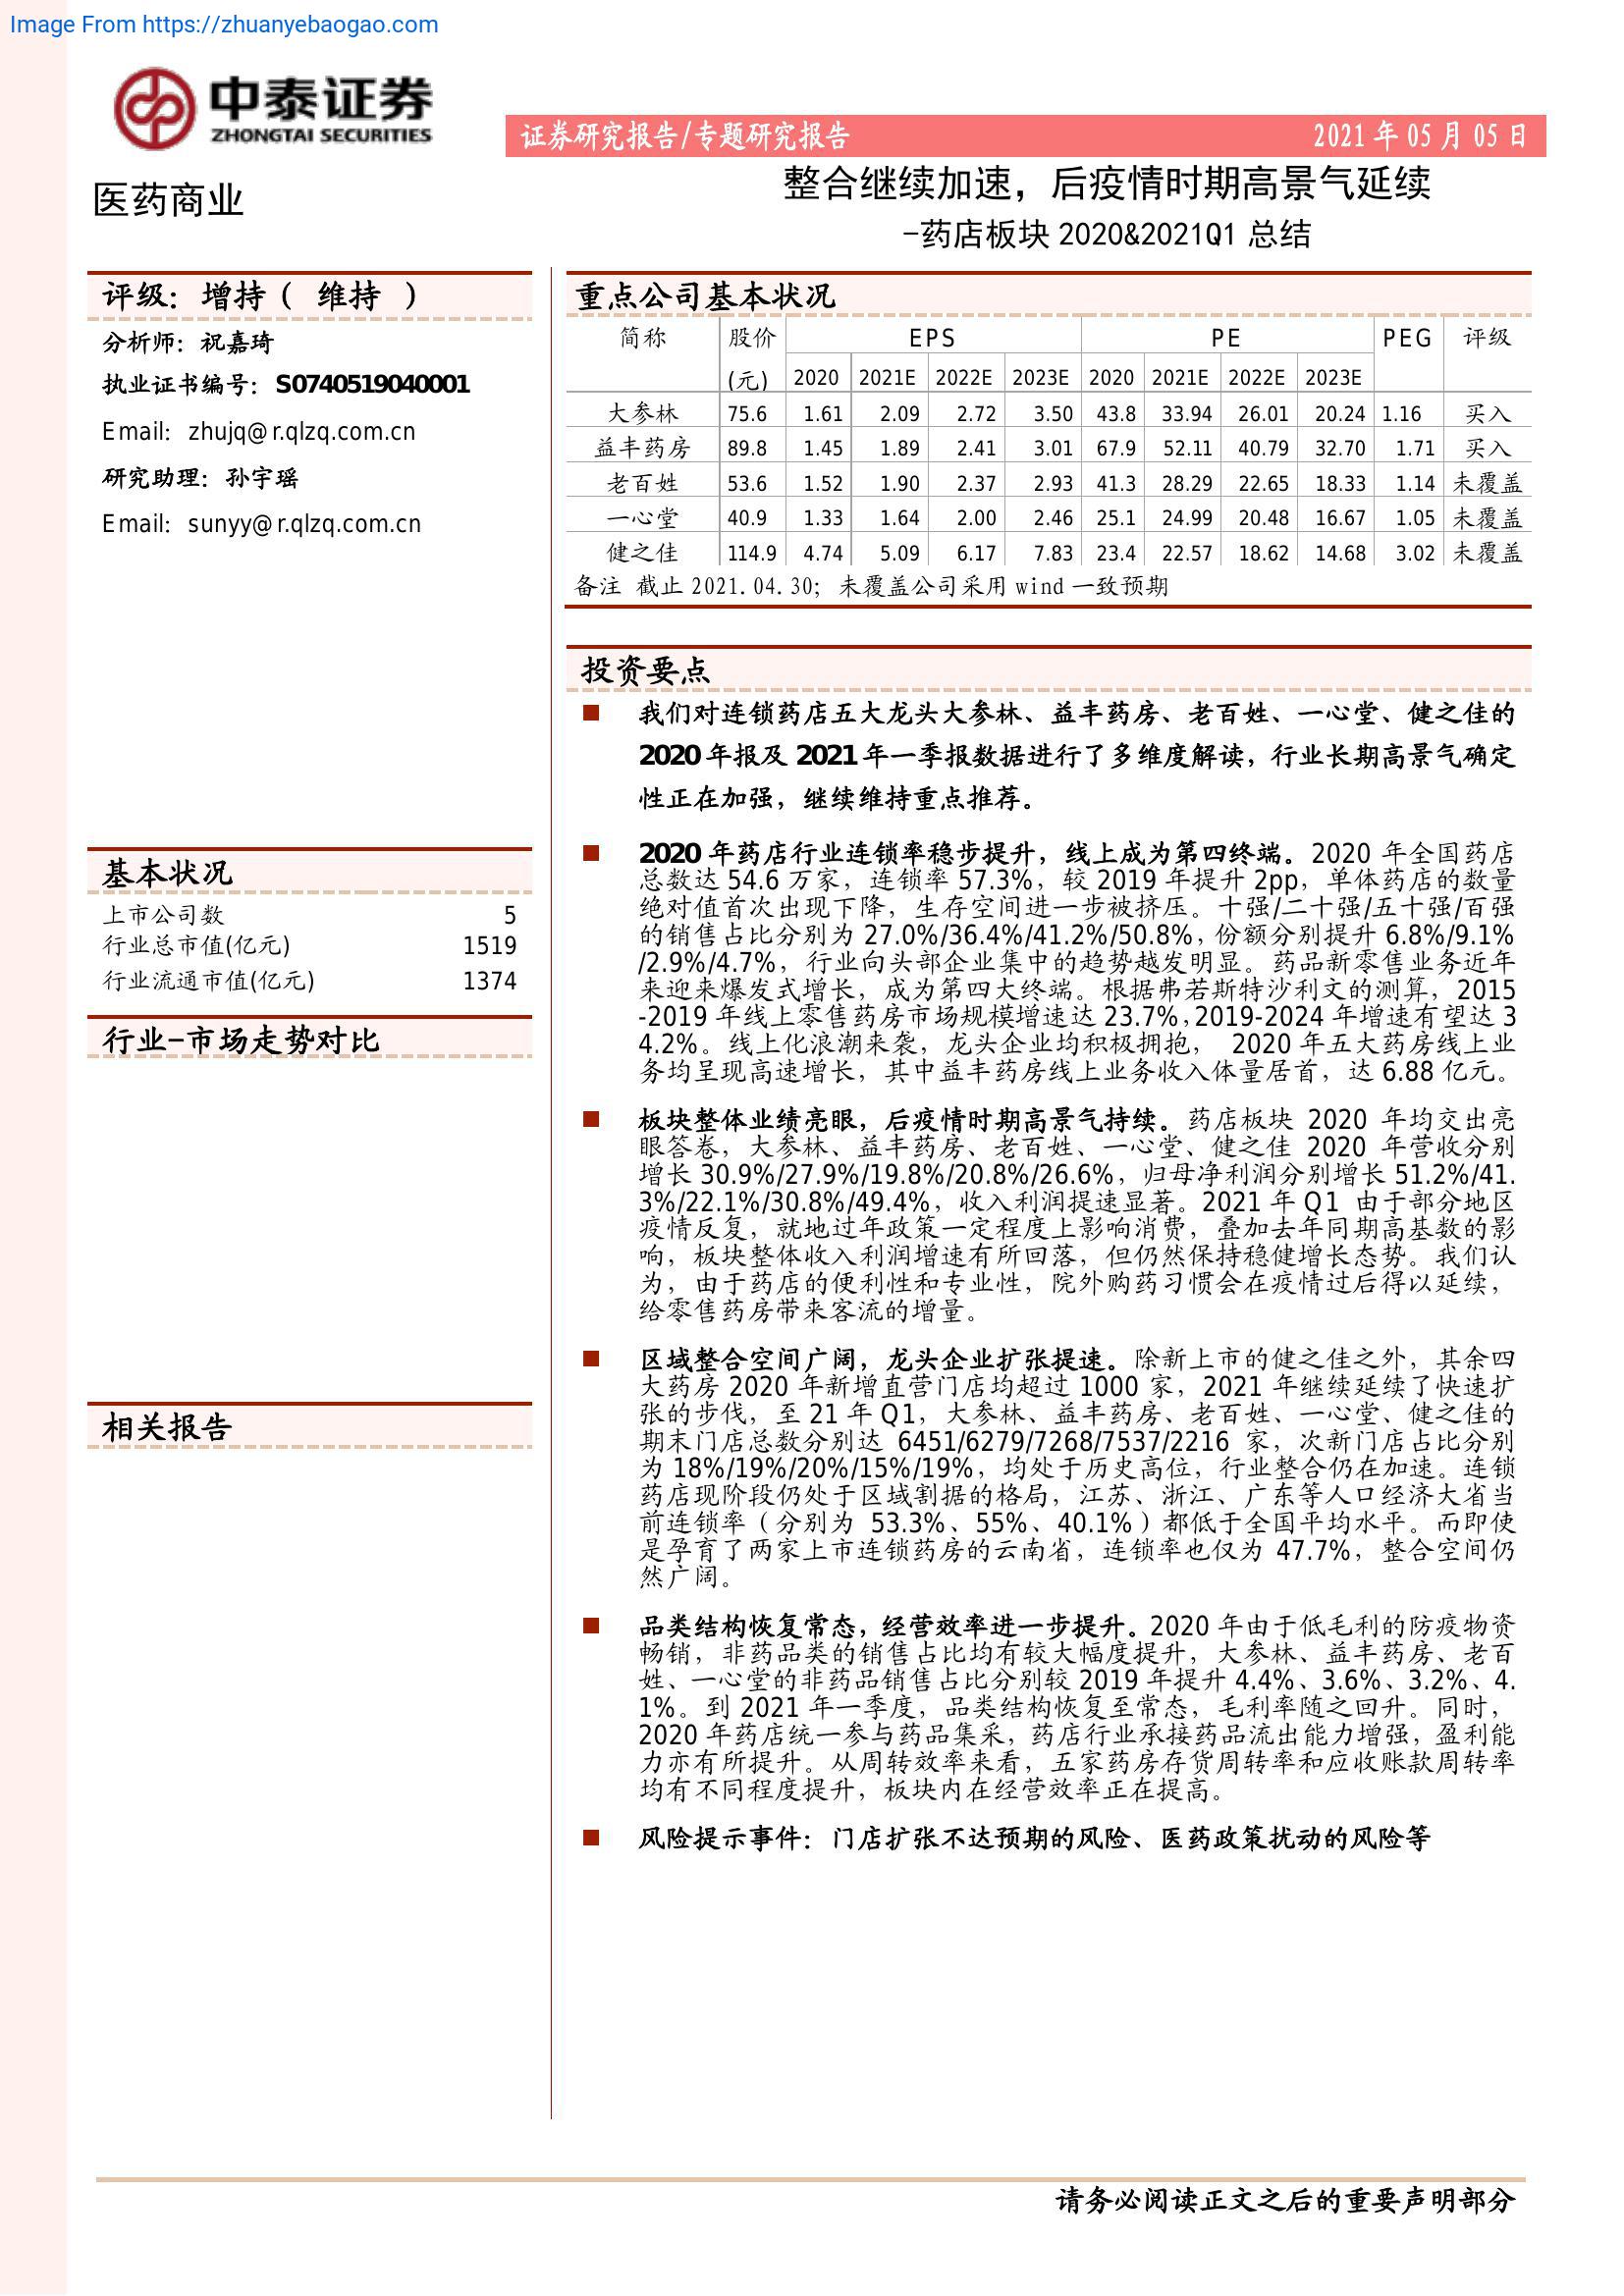 Image From https://zhuanyebaogao.com
中泰证券
ZHONGTAI SECURITIES
证券研究报告/专题研究报告 2021 年 05 月 05 日
医药商业
整合继续加速，后疫情时期高景气延续
-药店板块 2020&2021Q1 总结
评级：增持（ 维持 ）
分析师：祝嘉琦
执业证书编号：S0740519040001
Email：zhujq@r.qlzq.com.cn
研究助理：孙宇瑶
Email：sunyy@r.qlzq.com.cn
基本状况
上市公司数 5
行业总市值(亿元) 1519
行业流通市值(亿元) 1374
行业-市场走势对比
相关报告
重点公司基本状况
简称 股价 EPS PE PEG 评级
(元) 2020 2021E 2022E 2023E 2020 2021E 2022E 2023E
大参林 75.6 1.61 2.09 2.72 3.50 43.8 33.94 26.01 20.24 1.16 买入
益丰药房 89.8 1.45 1.89 2.41 3.01 67.9 52.11 40.79 32.70 1.71 买入
老百姓 53.6 1.52 1.90 2.37 2.93 41.3 28.29 22.65 18.33 1.14 未覆盖
一心堂 40.9 1.33 1.64 2.00 2.46 25.1 24.99 20.48 16.67 1.05 未覆盖
健之佳 114.9 4.74 5.09 6.17 7.83 23.4 22.57 18.62 14.68 3.02 未覆盖
备注 截止 2021.04.30；未覆盖公司采用 wind 一致预期
投资要点
■ 我们对连锁药店五大龙头大参林、益丰药房、老百姓、一心堂、健之佳的
2020 年报及 2021 年一季报数据进行了多维度解读，行业长期高景气确定
性正在加强，继续维持重点推荐。
■ 2020 年药店行业连锁率稳步提升，线上成为第四终端。2020 年全国药店
总数达 54.6 万家，连锁率 57.3%，较 2019 年提升 2pp，单体药店的数量
绝对值首次出现下降，生存空间进一步被挤压。十强/二十强/五十强/百强
的销售占比分别为 27.0%/36.4%/41.2%/50.8%，份额分别提升 6.8%/9.1%
/2.9%/4.7%，行业向头部企业集中的趋势越发明显。药品新零售业务近年
来迎来爆发式增长，成为第四大终端。根据弗若斯特沙利文的测算，2015
-2019 年线上零售药房市场规模增速达 23.7%，2019-2024 年增速有望达 3
4.2%。线上化浪潮来袭，龙头企业均积极拥抱， 2020 年五大药房线上业
务均呈现高速增长，其中益丰药房线上业务收入体量居首，达 6.88 亿元。
■ 板块整体业绩亮眼，后疫情时期高景气持续。药店板块 2020 年均交出亮
眼答卷，大参林、益丰药房、老百姓、一心堂、健之佳 2020 年营收分别
增长 30.9%/27.9%/19.8%/20.8%/26.6%，归母净利润分别增长 51.2%/41.
3%/22.1%/30.8%/49.4%，收入利润提速显著。2021 年 Q1 由于部分地区
疫情反复，就地过年政策一定程度上影响消费，叠加去年同期高基数的影
响，板块整体收入利润增速有所回落，但仍然保持稳健增长态势。我们认
为，由于药店的便利性和专业性，院外购药习惯会在疫情过后得以延续，
给零售药房带来客流的增量。
■ 区域整合空间广阔，龙头企业扩张提速。除新上市的健之佳之外，其余四
大药房 2020 年新增直营门店均超过 1000 家，2021 年继续延续了快速扩
张的步伐，至 21 年 Q1，大参林、益丰药房、老百姓、一心堂、健之佳的
期末门店总数分别达 6451/6279/7268/7537/2216 家，次新门店占比分别
为 18%/19%/20%/15%/19%，均处于历史高位，行业整合仍在加速。连锁
药店现阶段仍处于区域割据的格局，江苏、浙江、广东等人口经济大省当
前连锁率（分别为 53.3%、55%、40.1%）都低于全国平均水平。而即使
是孕育了两家上市连锁药房的云南省，连锁率也仅为 47.7%，整合空间仍
然广阔。
■ 品类结构恢复常态，经营效率进一步提升。2020 年由于低毛利的防疫物资
畅销，非药品类的销售占比均有较大幅度提升，大参林、益丰药房、老百
姓、一心堂的非药品销售占比分别较 2019 年提升 4.4%、3.6%、3.2%、4.
1%。到 2021 年一季度，品类结构恢复至常态，毛利率随之回升。同时，
2020 年药店统一参与药品集采，药店行业承接药品流出能力增强，盈利能
力亦有所提升。从周转效率来看，五家药房存货周转率和应收账款周转率
均有不同程度提升，板块内在经营效率正在提高。
■ 风险提示事件：门店扩张不达预期的风险、医药政策扰动的风险等
请务必阅读正文之后的重要声明部分